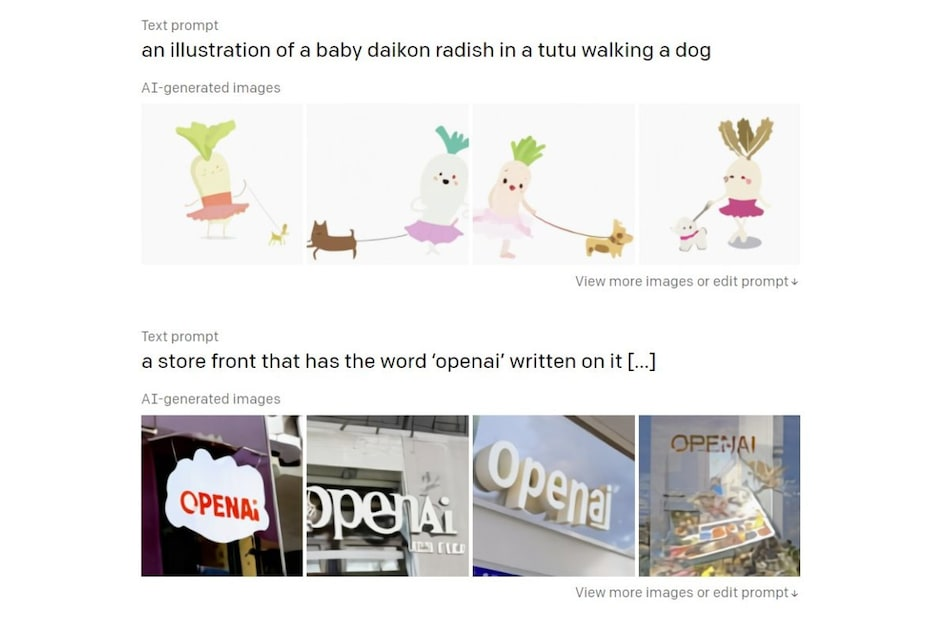 Text prompt
an illustration of a baby daikon radish in a tutu walking a dog
AI-generated images
View more images or edit prompt ↓
Text prompt
a store front that has the word ‘openai’ written on it [...]
AI-generated images
OPENAi
openAi
Openai
OPENAI
View more images or edit prompt ↓